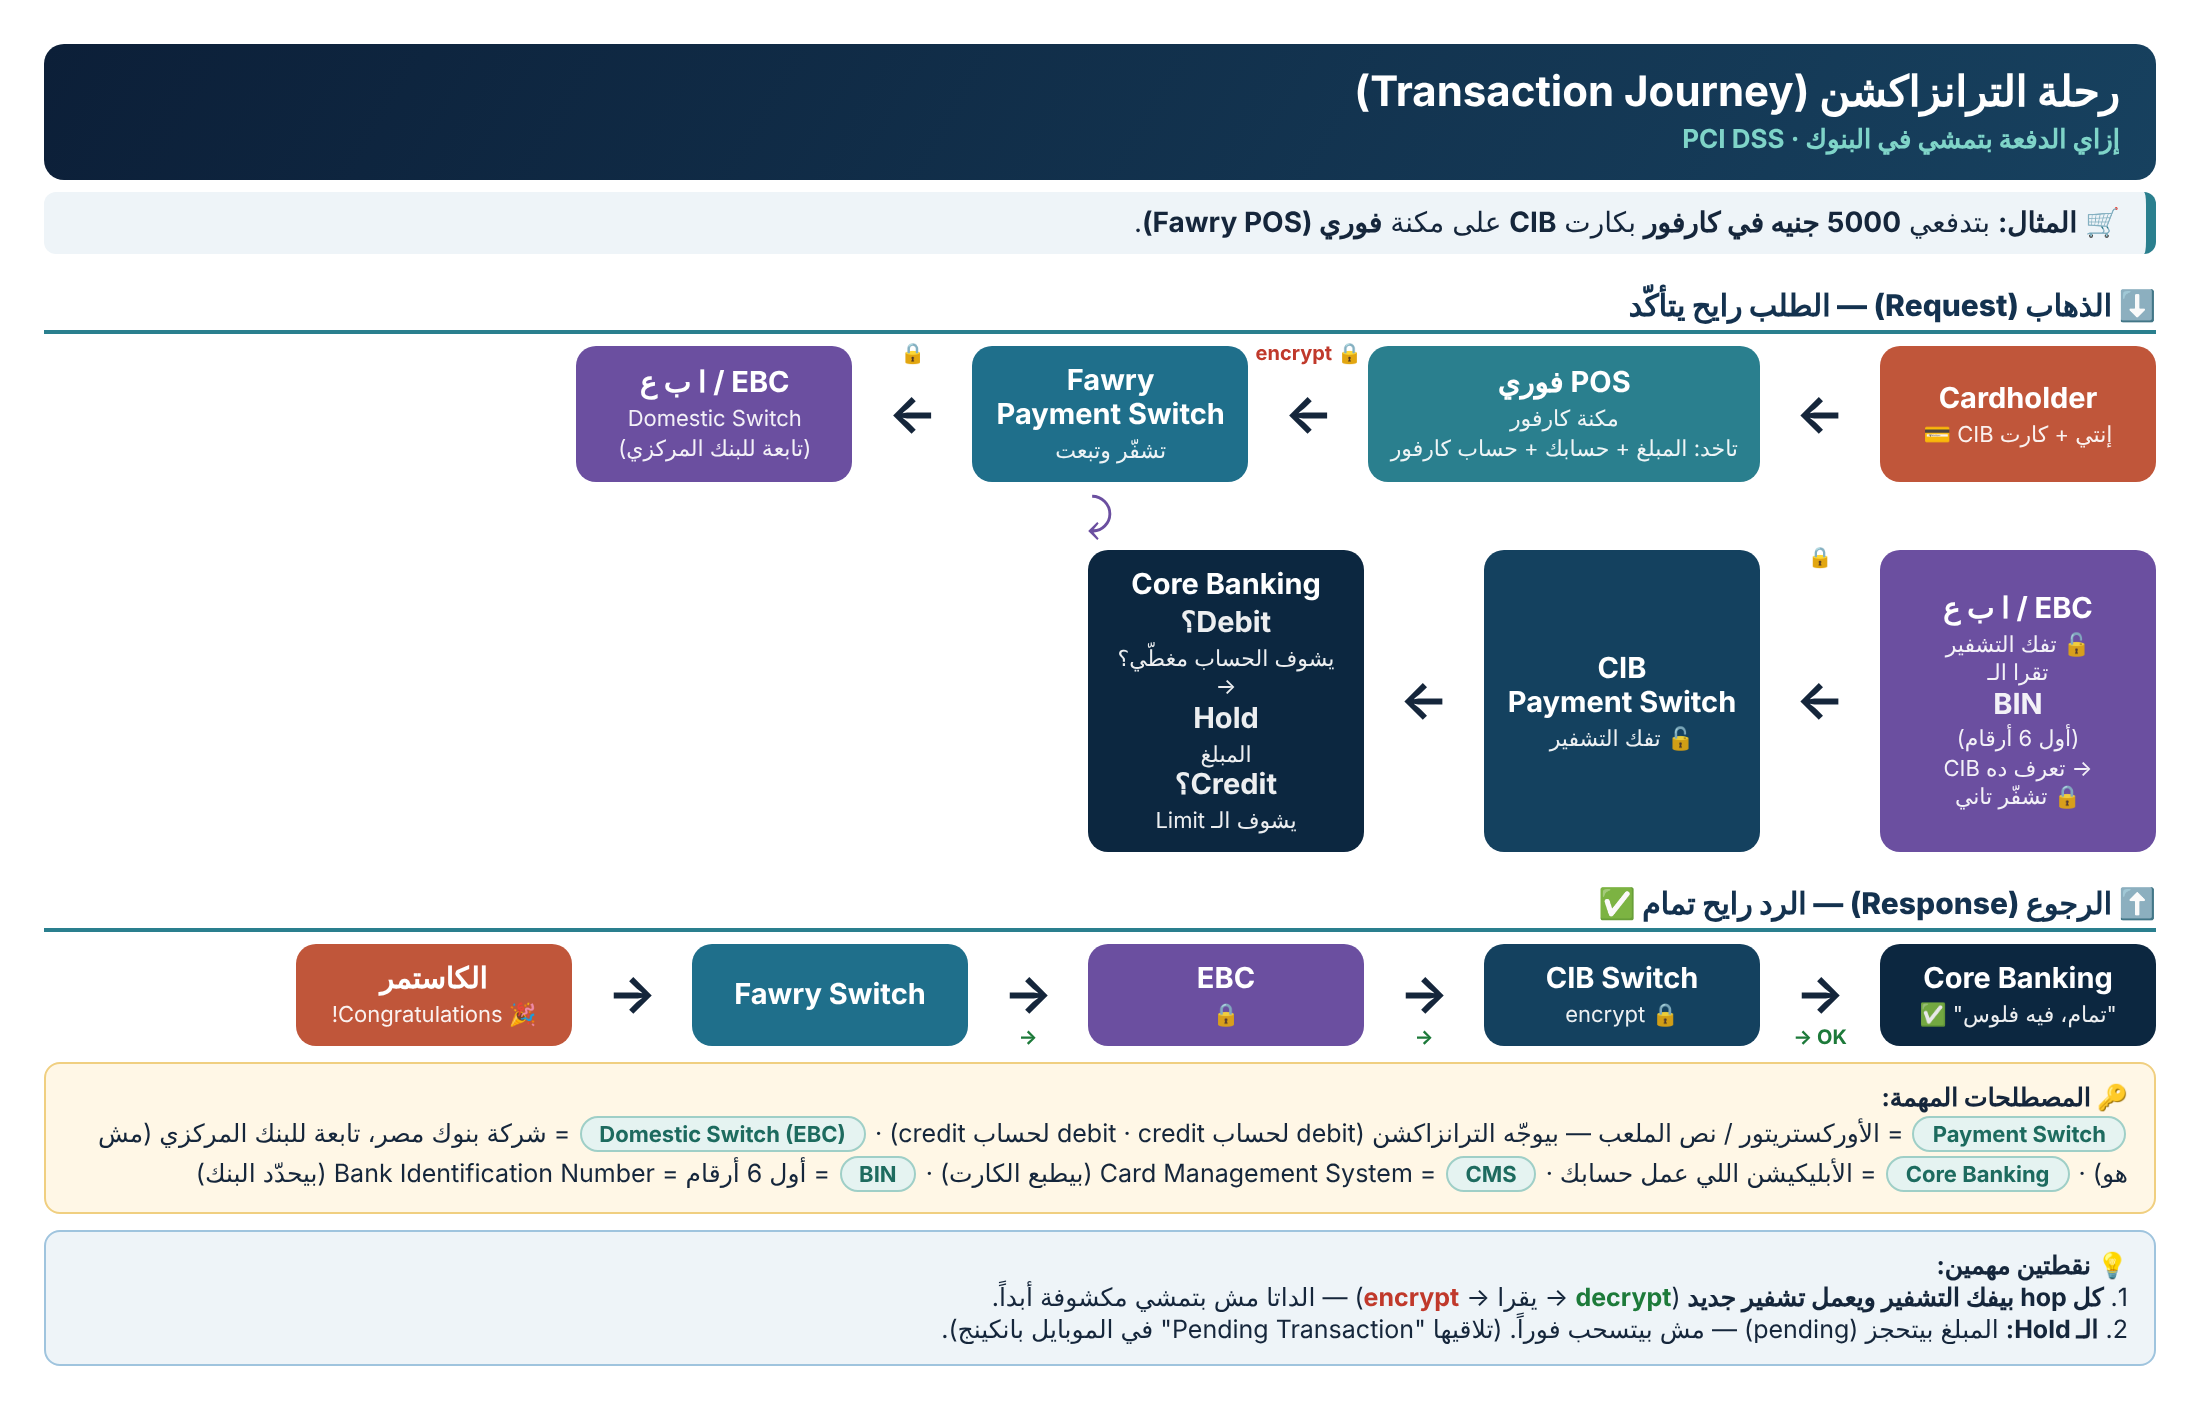 رحلة الترانزاكشن (Transaction Journey)
إزاي الدفعة بتمشي في البنوك · PCI DSS
🛒 المثال: بتدفعي 5000 جنيه في كارفور بكارت CIB على مكنة فوري (Fawry POS).
⬇️ الذهاب (Request) — الطلب رايح يتأكّد
Cardholder
إنتي + كارت CIB 💳
←
POS فوري
مكنة كارفور
تاخد: المبلغ + حسابك + حساب كارفور
🔒 encrypt
←
Fawry
Payment Switch
تشفّر وتبعت
🔒
←
EBC / ا ب ع
Domestic Switch
(تابعة للبنك المركزي)
⤸
EBC / ا ب ع
🔓 تفك التشفير
تقرا الـ
BIN
(أول 6 أرقام)
→ تعرف ده CIB
🔒 تشفّر تاني
🔒
←
CIB
Payment Switch
🔓 تفك التشفير
←
Core Banking
Debit؟
يشوف الحساب مغطّي؟
→
Hold
المبلغ
Credit؟
يشوف الـ Limit
⬆️ الرجوع (Response) — الرد رايح تمام ✅
Core Banking
"تمام، فيه فلوس" ✅
→
→ OK
CIB Switch
🔒 encrypt
→
→
EBC
🔒
→
→
Fawry Switch
→
الكاستمر
🎉 Congratulations!
🔑 المصطلحات المهمة:
Payment Switch = الأوركستريتور / نص الملعب — بيوجّه الترانزاكشن (debit لحساب debit · credit لحساب credit) · Domestic Switch (EBC) = شركة بنوك مصر، تابعة للبنك المركزي (مش
هو) · Core Banking = الأبليكيشن اللي عمل حسابك · CMS = Card Management System (بيطبع الكارت) · BIN = أول 6 أرقام = Bank Identification Number (بيحدّد البنك)
💡 نقطتين مهمين:
1. كل hop بيفك التشفير ويعمل تشفير جديد (decrypt → يقرا → encrypt) — الداتا مش بتمشي مكشوفة أبداً.
2. الـ Hold: المبلغ بيتحجز (pending) — مش بيتسحب فوراً. (تلاقيها "Pending Transaction" في الموبايل بانكينج).